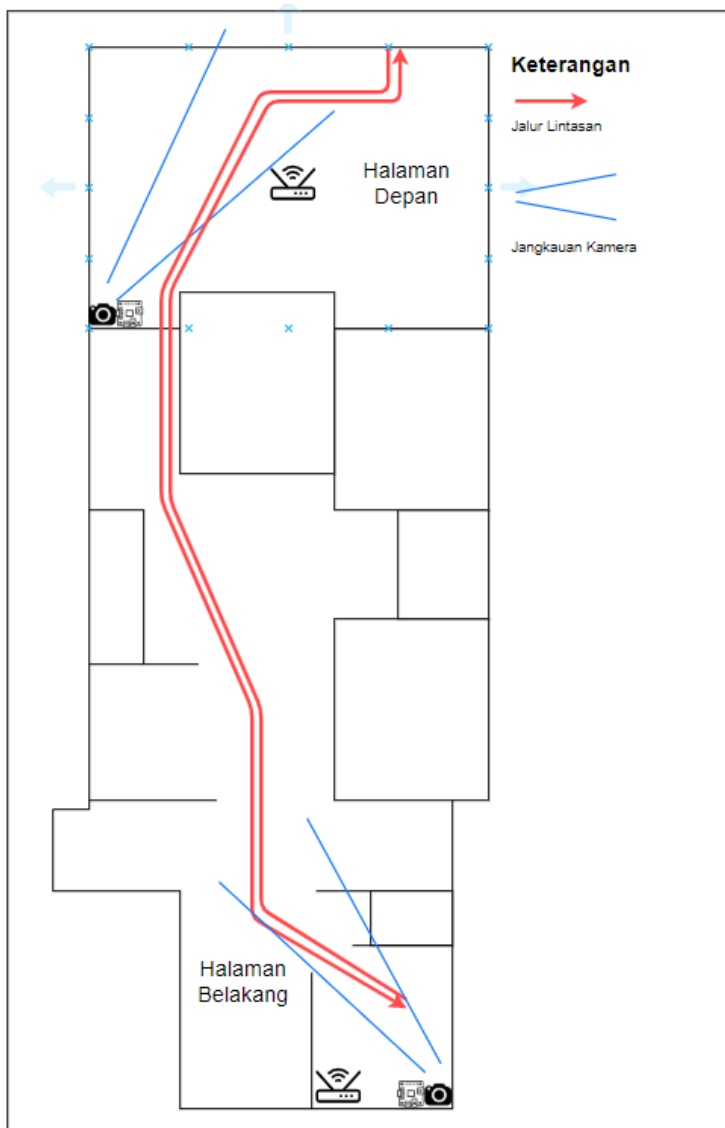 Keterangan
Jalur Lintasan
Halaman
Depan
Jangkauan Kamera
Halaman
Belakang